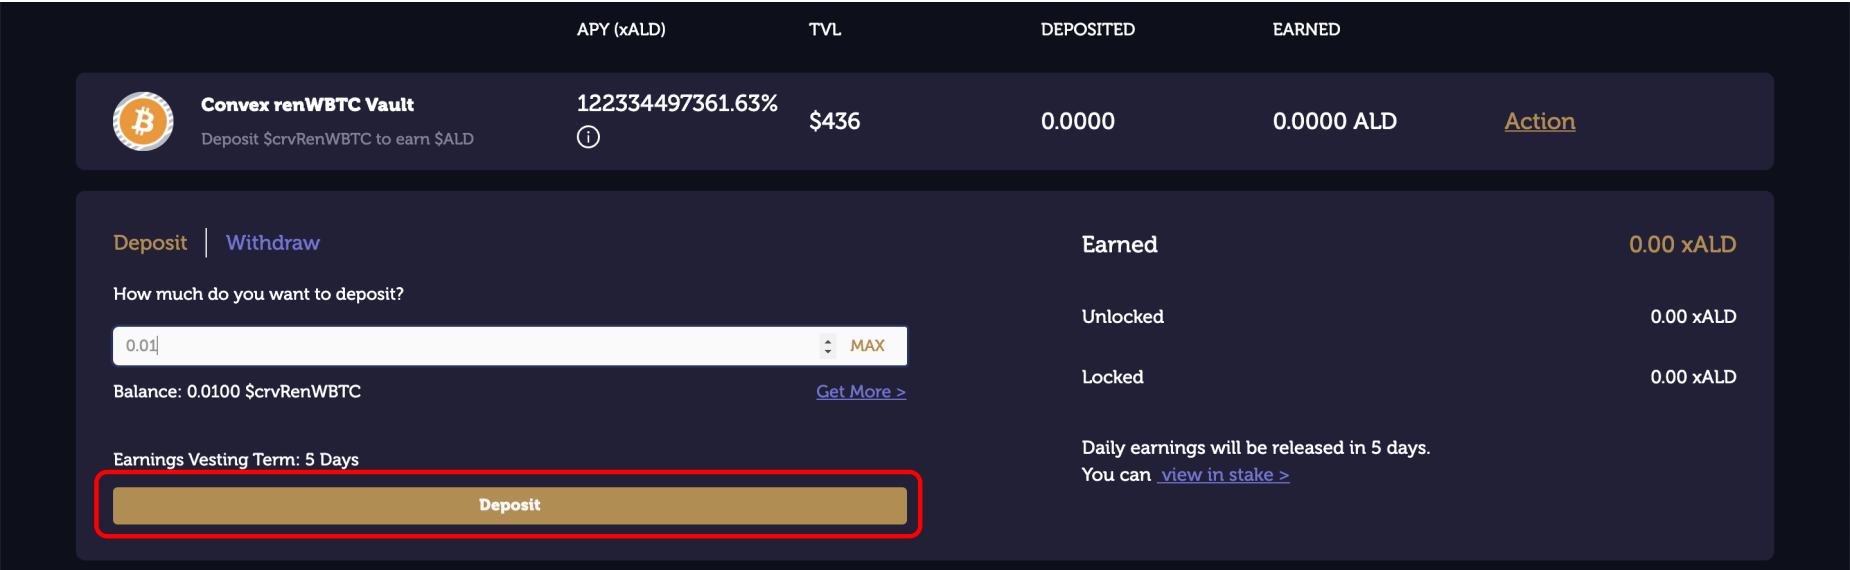 APY (xALD) TVL DEPOSITED EARNED
Convex renWBTC Vault
Deposit $crvRenWBTC to earn $ALD
122334497361.63%
$436 0.0000 0.0000 ALD Action
Deposit | Withdraw
How much do you want to deposit?
0.01 MAX
Balance: 0.0100 $crvRenWBTC Get More >
Earnings Vesting Term: 5 Days
Deposit
Earned 0.00 xALD
Unlocked 0.00 xALD
Locked 0.00 xALD
Daily earnings will be released in 5 days.
You can view in stake >